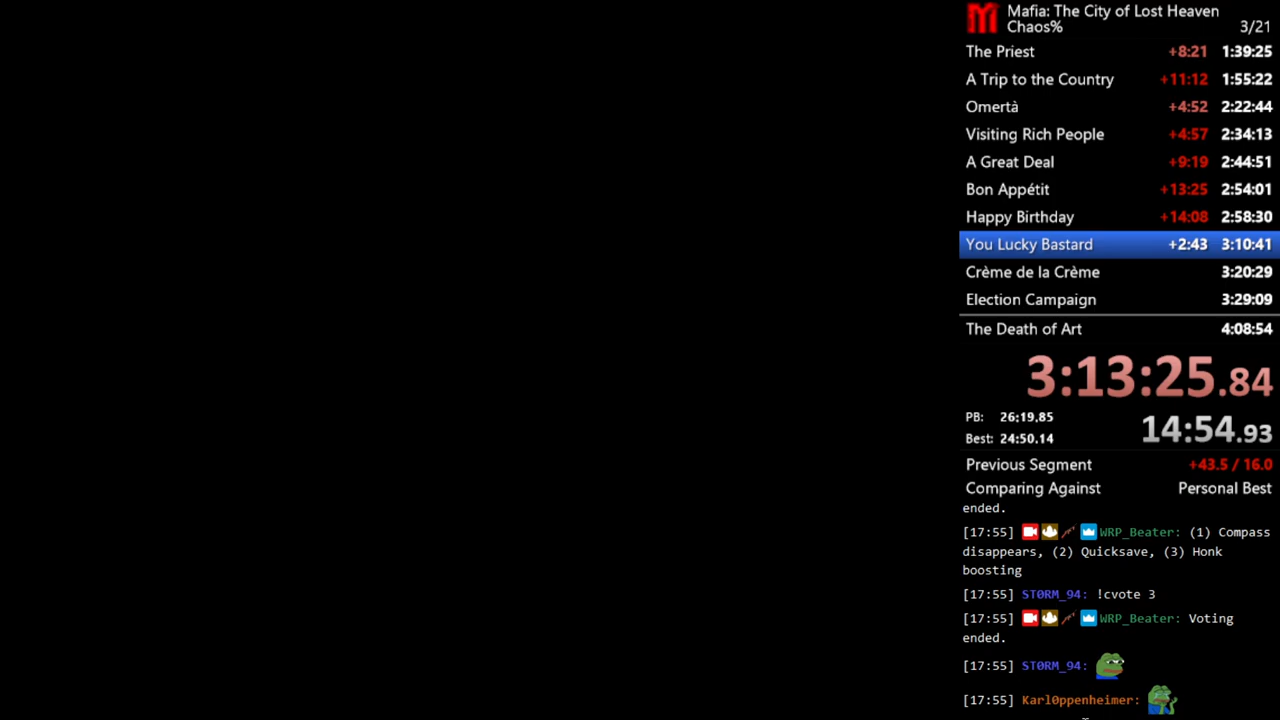 Mafia: The City of Lost Heaven
Chaos% 3/21
The Priest +8:21 1:39:25
A Trip to the Country +11:12 1:55:22
Omertà +4:52 2:22:44
Visiting Rich People +4:57 2:34:13
A Great Deal +9:19 2:44:51
Bon Appétit +13:25 2:54:01
Happy Birthday +14:08 2:58:30
You Lucky Bastard +2:43 3:10:41
Crème de la Crème 3:20:29
Election Campaign 3:29:09
The Death of Art 4:08:54
3:13:25.84
PB: 26:19.85
Best: 24:50.14
14:54.93
Previous Segment +43.5 / 16.0
Comparing Against Personal Best
ended.
[17:55] WRP_Beater: (1) Compass
disappears, (2) Quicksave, (3) Honk
boosting
[17:55] ST0RM_94: !cvote 3
[17:55] WRP_Beater: Voting
ended.
[17:55] ST0RM_94:
[17:55] Karl0ppenheimer: